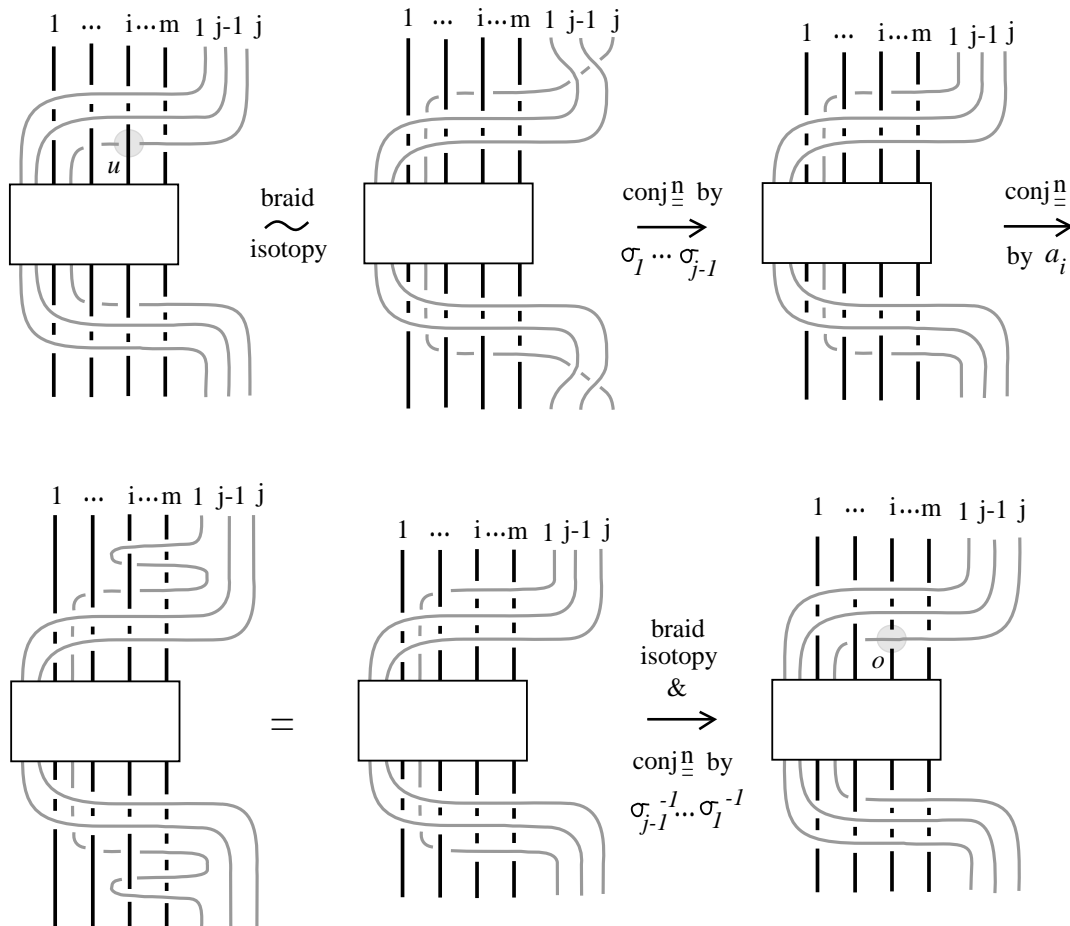 1 ... i ... m 1 j-1 j
u
braid
isotopy
1 ... i ... m 1 j-1 j
conj n by
σ1 ... σj-1
1 ... i ... m 1 j-1 j
conj n
by ai
1 ... i ... m 1 j-1 j
=
1 ... i ... m 1 j-1 j
braid
isotopy
&
conj n by
σj-1^-1 ... σ1^-1
1 ... i ... m 1 j-1 j
o